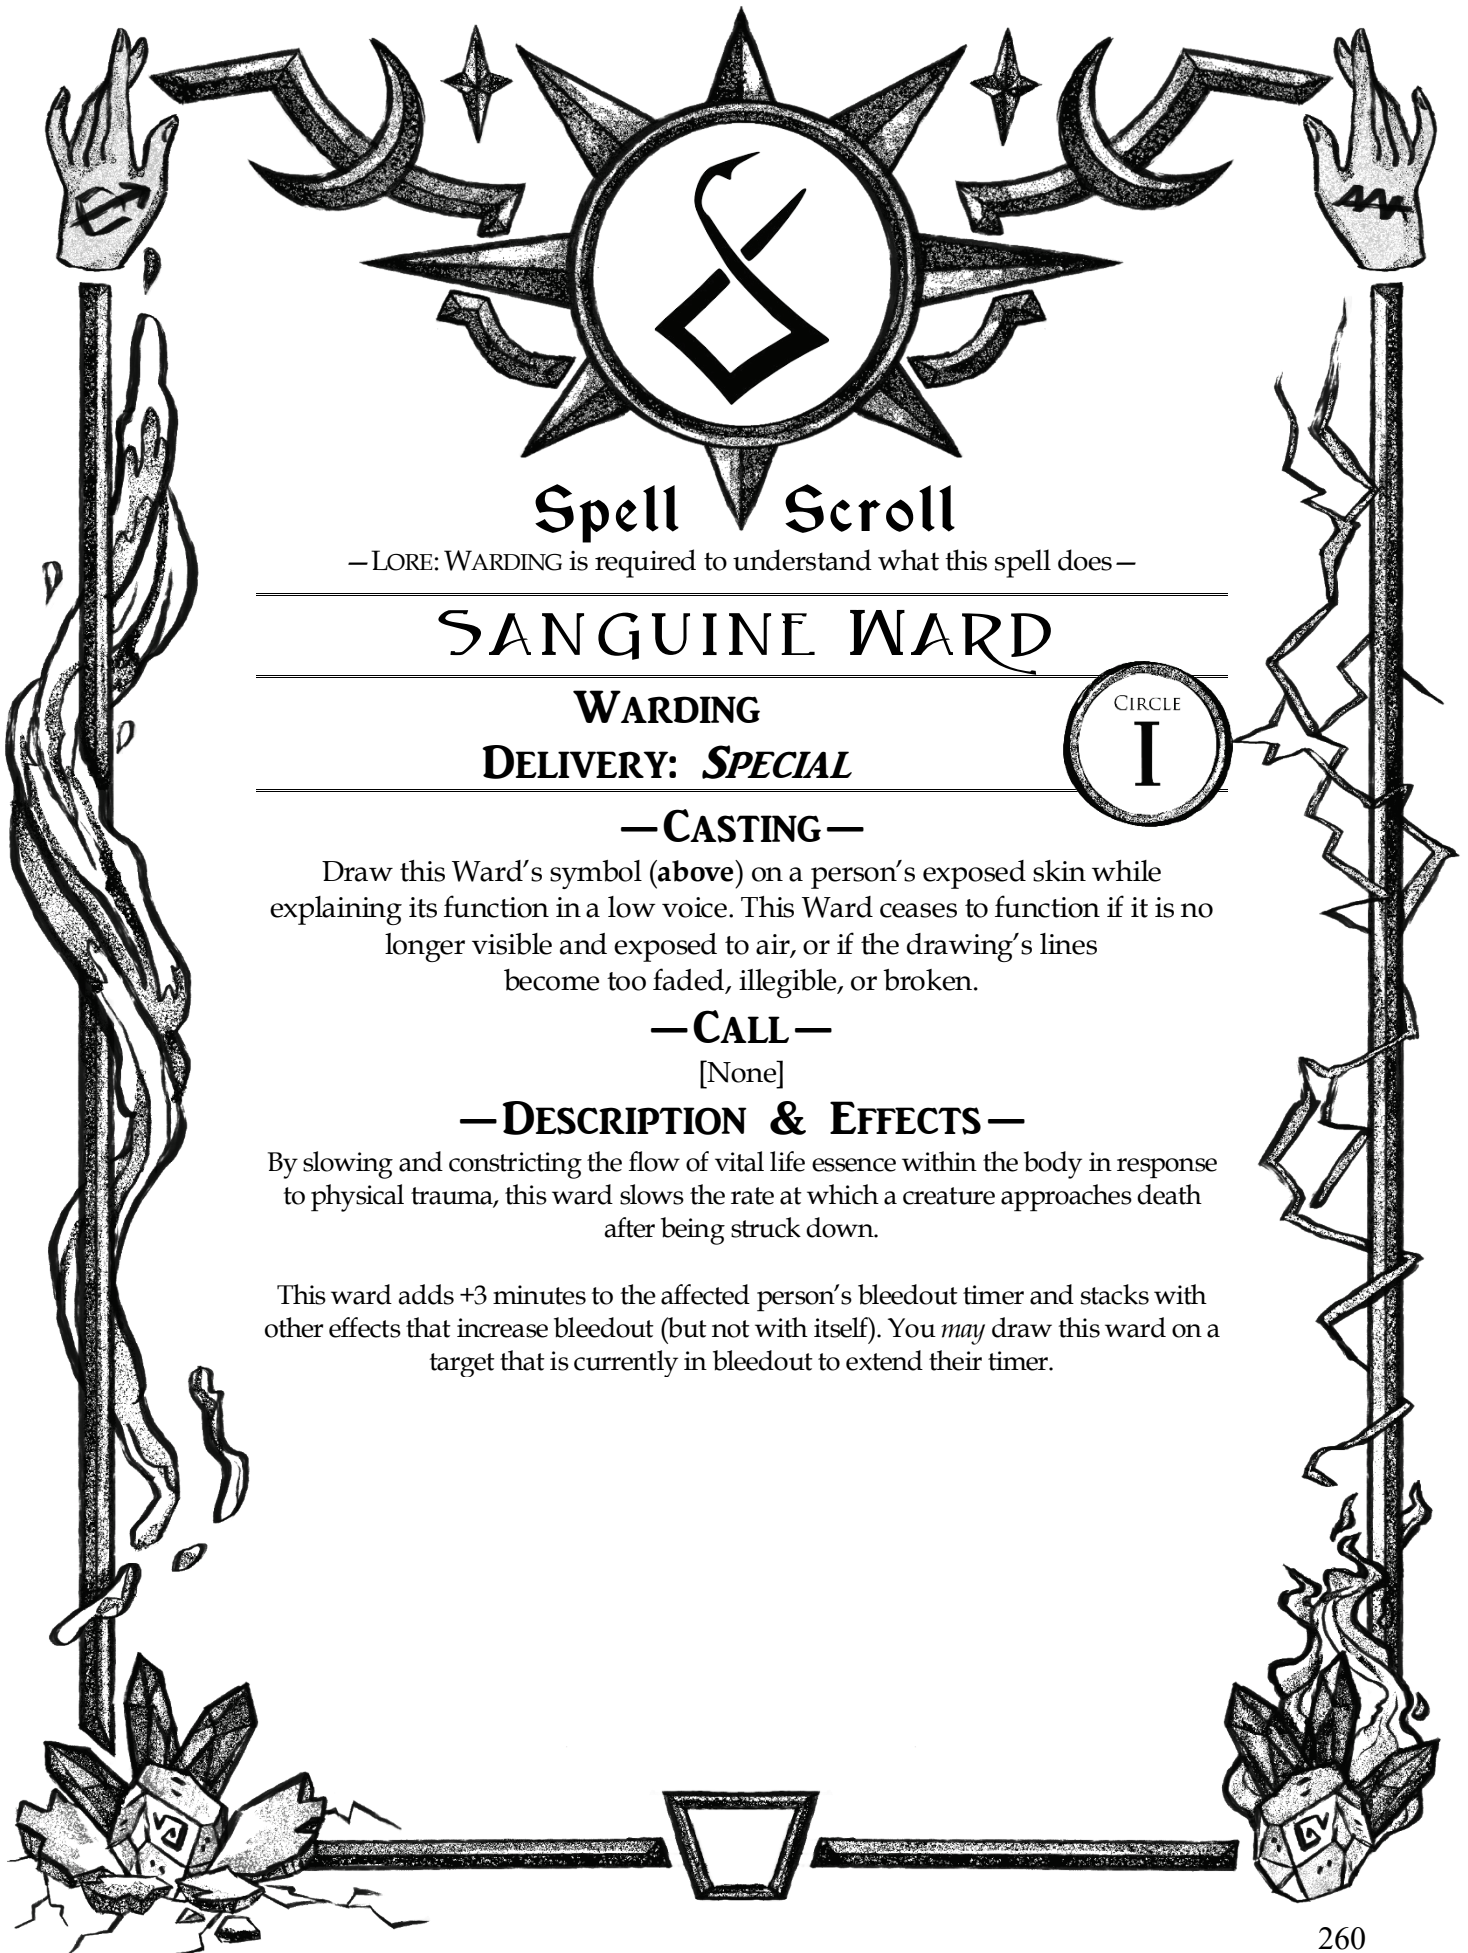 Spell Scroll
—LORE: WARDING is required to understand what this spell does—
SANGUINE WARD
WARDING
CIRCLE
I
DELIVERY: SPECIAL
—CASTING—
Draw this Ward’s symbol (above) on a person’s exposed skin while
explaining its function in a low voice. This Ward ceases to function if it is no
longer visible and exposed to air, or if the drawing’s lines
become too faded, illegible, or broken.
—CALL—
[None]
—DESCRIPTION & EFFECTS—
By slowing and constricting the flow of vital life essence within the body in response
to physical trauma, this ward slows the rate at which a creature approaches death
after being struck down.
This ward adds +3 minutes to the affected person’s bleedout timer and stacks with
other effects that increase bleedout (but not with itself). You may draw this ward on a
target that is currently in bleedout to extend their timer.
260